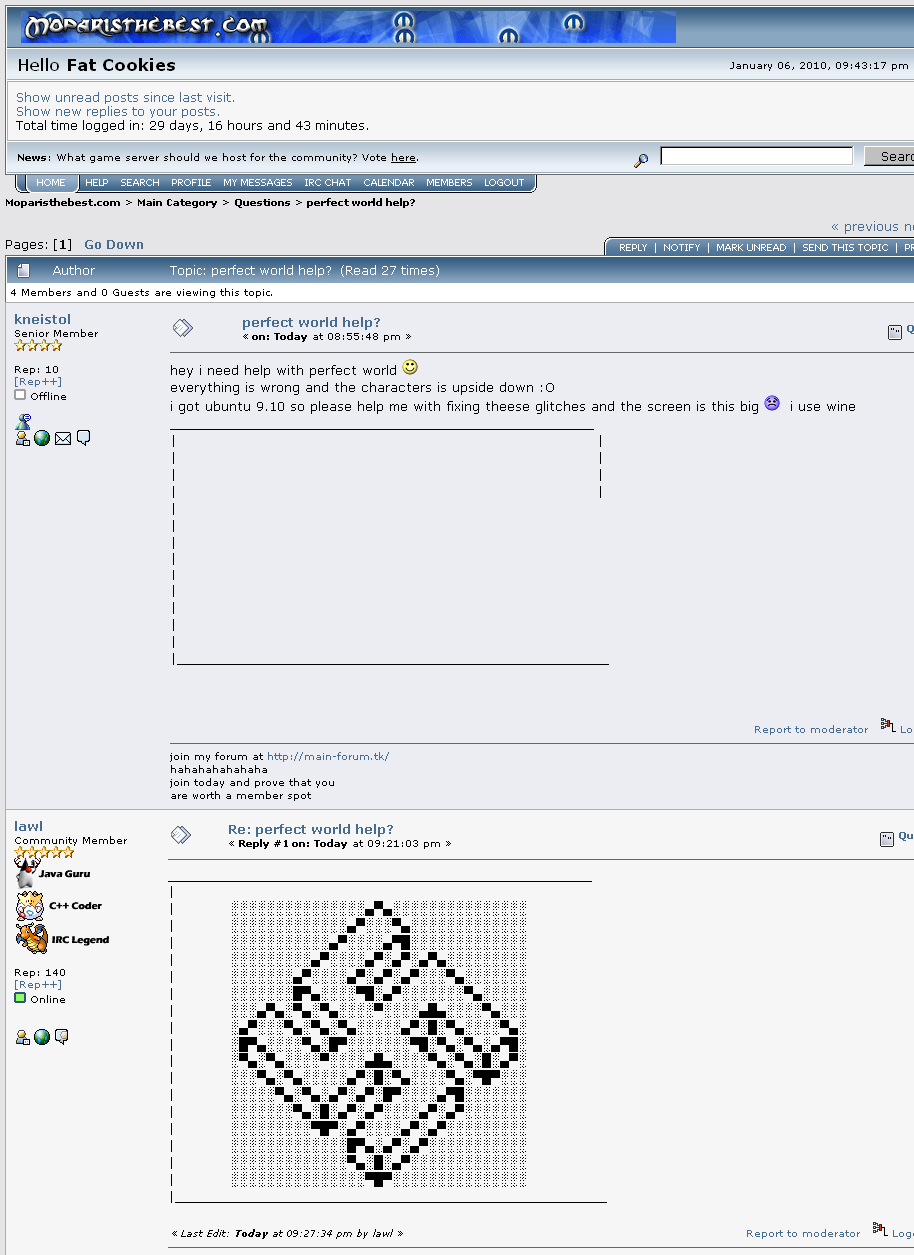 MoparisthebBest.com
Hello Fat Cookies
January 06, 2010, 09:43:17 pm
Show unread posts since last visit.
Show new replies to your posts.
Total time logged in: 29 days, 16 hours and 43 minutes.
News: What game server should we host for the community? Vote here.
Searc
HOME HELP SEARCH PROFILE MY MESSAGES IRC CHAT CALENDAR MEMBERS LOGOUT
Moparisthebest.com > Main Category > Questions > perfect world help?
« previous ne
Pages: [1] Go Down
REPLY | NOTIFY | MARK UNREAD | SEND THIS TOPIC | PR
Author Topic: perfect world help? (Read 27 times)
4 Members and 0 Guests are viewing this topic.
kneistol
Senior Member
Rep: 10
[Rep++]
Offline
perfect world help?
« on: Today at 08:55:48 pm »
Q
hey i need help with perfect world
everything is wrong and the characters is upside down :O
i got ubuntu 9.10 so please help me with fixing theese glitches and the screen is this big i use wine
Report to moderator Lo
join my forum at http://main-forum.tk/
hahahahahahaha
join today and prove that you
are worth a member spot
lawl
Community Member
Java Guru
C++ Coder
IRC Legend
Rep: 140
[Rep++]
Online
Re: perfect world help?
« Reply #1 on: Today at 09:21:03 pm »
Qu
« Last Edit: Today at 09:27:34 pm by lawl »
Report to moderator Logg